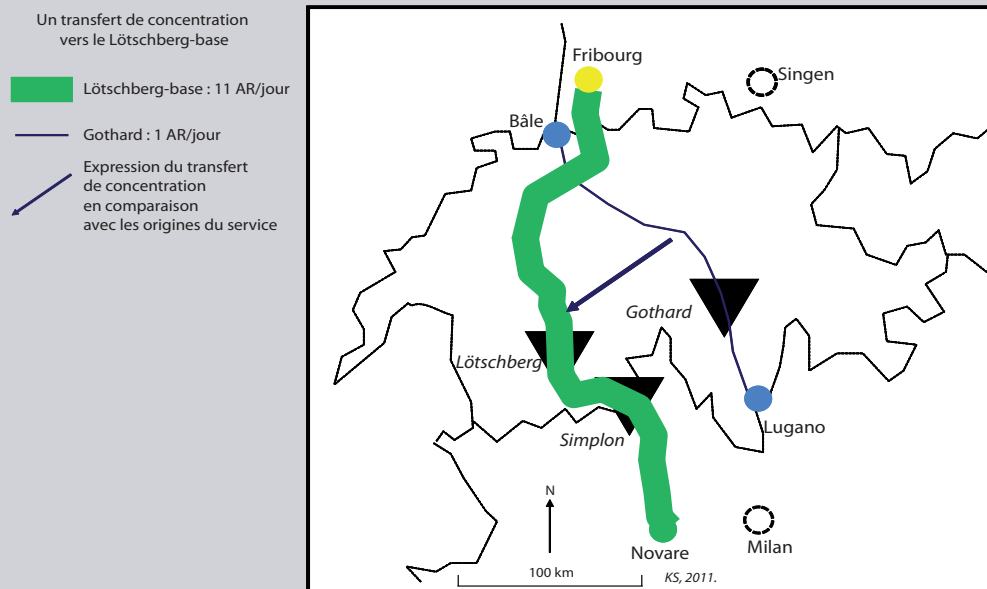 Un transfert de concentration
vers le Lötschberg-base
Lötschberg-base : 11 AR/jour
Gothard : 1 AR/jour
Expression du transfert
de concentration
en comparaison
avec les origines du service
Fribourg
Singen
Bâle
Gothard
Lötschberg
Lugano
Simplon
N
Novare
Milan
100 km
KS, 2011.